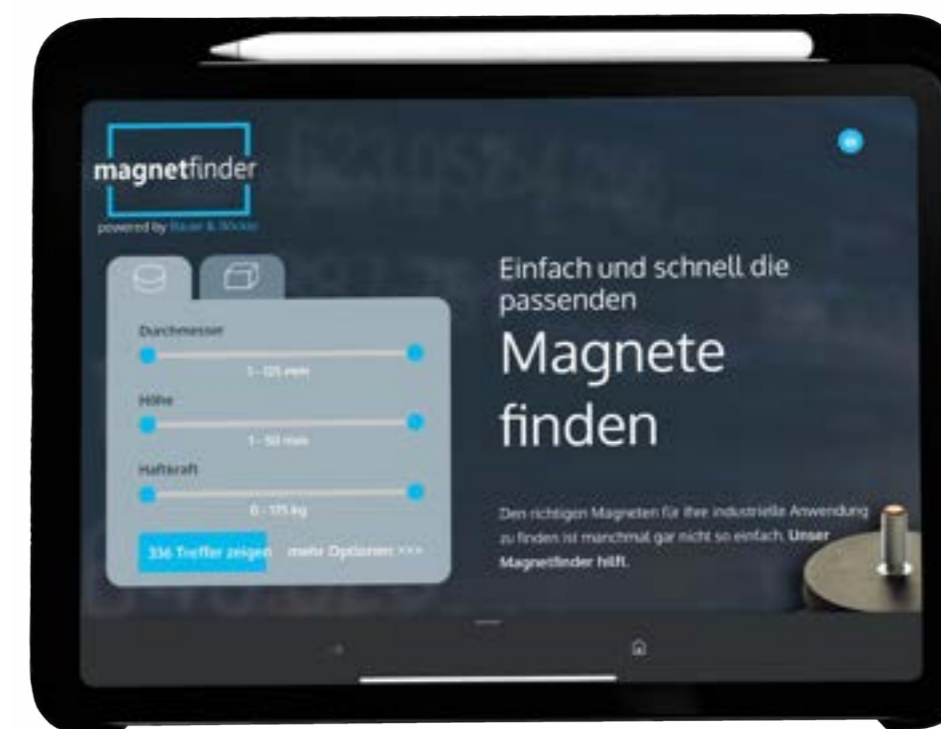 magnetfinder
powered by Bauer & Böcker
Durchmesser
1 - 125 mm
Höhe
1 - 50 mm
Haftkraft
0 - 175 kg
336 Treffer zeigen mehr Optionen >>>
Einfach und schnell die
passenden
Magnete
finden
Den richtigen Magneten für Ihre industrielle Anwendung
zu finden ist manchmal gar nicht so einfach. Unser
Magnetfinder hilft.